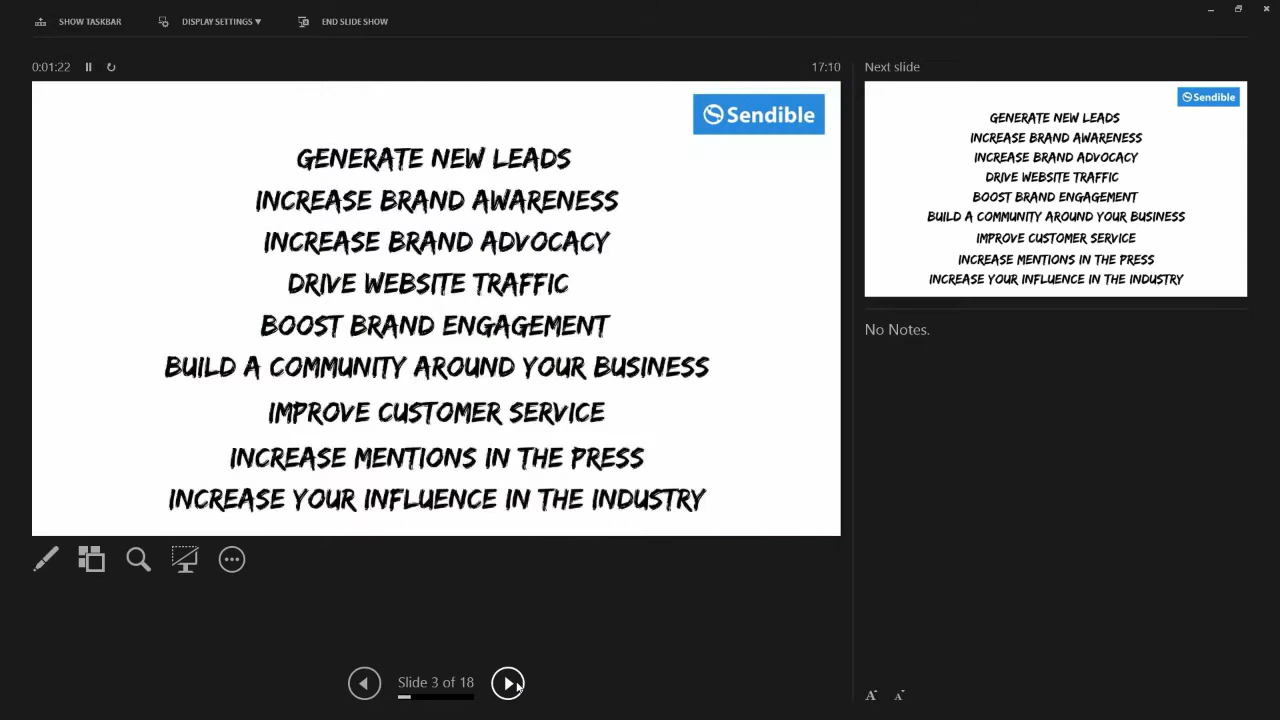 SHOW TASKBAR
DISPLAY SETTINGS ▼
END SLIDE SHOW
0:01:22
17:10
Sendible
GENERATE NEW LEADS
INCREASE BRAND AWARENESS
INCREASE BRAND ADVOCACY
DRIVE WEBSITE TRAFFIC
BOOST BRAND ENGAGEMENT
BUILD A COMMUNITY AROUND YOUR BUSINESS
IMPROVE CUSTOMER SERVICE
INCREASE MENTIONS IN THE PRESS
INCREASE YOUR INFLUENCE IN THE INDUSTRY
Slide 3 of 18
Next slide
Sendible
GENERATE NEW LEADS
INCREASE BRAND AWARENESS
INCREASE BRAND ADVOCACY
DRIVE WEBSITE TRAFFIC
BOOST BRAND ENGAGEMENT
BUILD A COMMUNITY AROUND YOUR BUSINESS
IMPROVE CUSTOMER SERVICE
INCREASE MENTIONS IN THE PRESS
INCREASE YOUR INFLUENCE IN THE INDUSTRY
No Notes.
A A